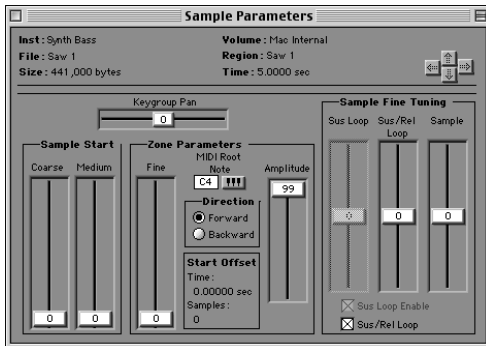 Sample Parameters
Inst: Synth Bass
Volume: Mac Internal
File: Saw 1
Region: Saw 1
Size: 441,000 bytes
Time: 5.0000 sec
Keygroup Pan
0
Sample Start
Coarse Medium
0 0
Zone Parameters
Fine
0
MIDI Root
Note
C4
Direction
Forward
Backward
Start Offset
Time:
0.00000 sec
Samples:
0
Amplitude
99
Sample Fine Tuning
Sus Loop Sus/Rel Loop Sample
0 0 0
Sus Loop Enable
Sus/Rel Loop